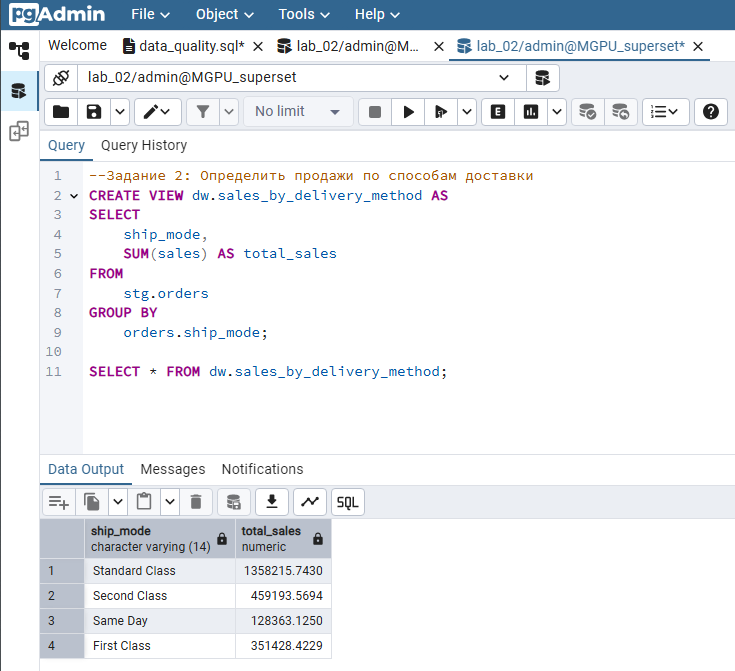 pgAdmin File Object Tools Help
Welcome data_quality.sql* lab_02/admin@M... lab_02/admin@MGPU_superset*
lab_02/admin@MGPU_superset
No limit E
Query Query History
1 --Задание 2: Определить продажи по способам доставки
2 CREATE VIEW dw.sales_by_delivery_method AS
3 SELECT
4 ship_mode,
5 SUM(sales) AS total_sales
6 FROM
7 stg.orders
8 GROUP BY
9 orders.ship_mode;
10
11 SELECT * FROM dw.sales_by_delivery_method;
Data Output Messages Notifications
SQL
ship_mode total_sales
character varying (14) numeric
1 Standard Class 1358215.7430
2 Second Class 459193.5694
3 Same Day 128363.1250
4 First Class 351428.4229